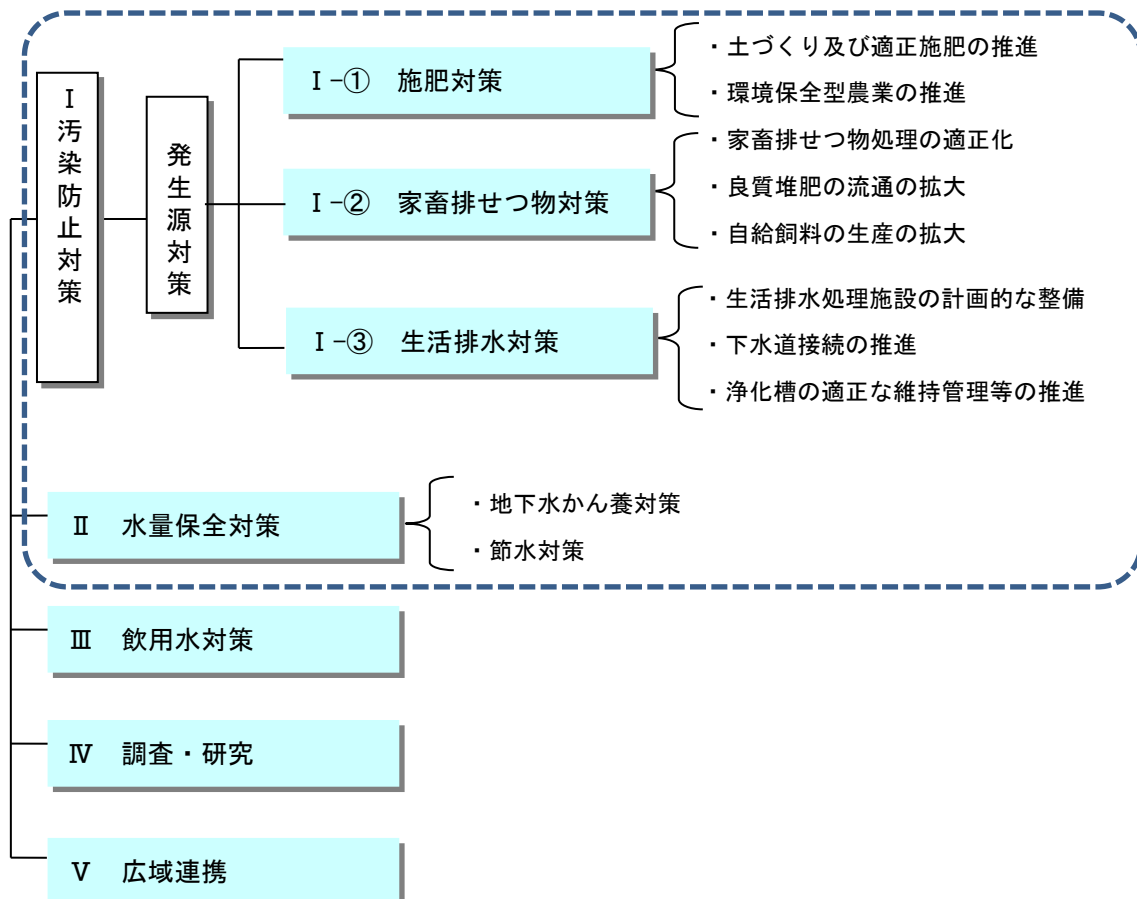 Ⅰ汚染防止対策
発生源対策
Ⅰ-① 施肥対策
・土づくり及び適正施肥の推進
・環境保全型農業の推進
Ⅰ-② 家畜排せつ物対策
・家畜排せつ物処理の適正化
・良質堆肥の流通の拡大
・自給飼料の生産の拡大
Ⅰ-③ 生活排水対策
・生活排水処理施設の計画的な整備
・下水道接続の推進
・浄化槽の適正な維持管理等の推進
Ⅱ 水量保全対策
・地下水かん養対策
・節水対策
Ⅲ 飲用水対策
Ⅳ 調査・研究
Ⅴ 広域連携